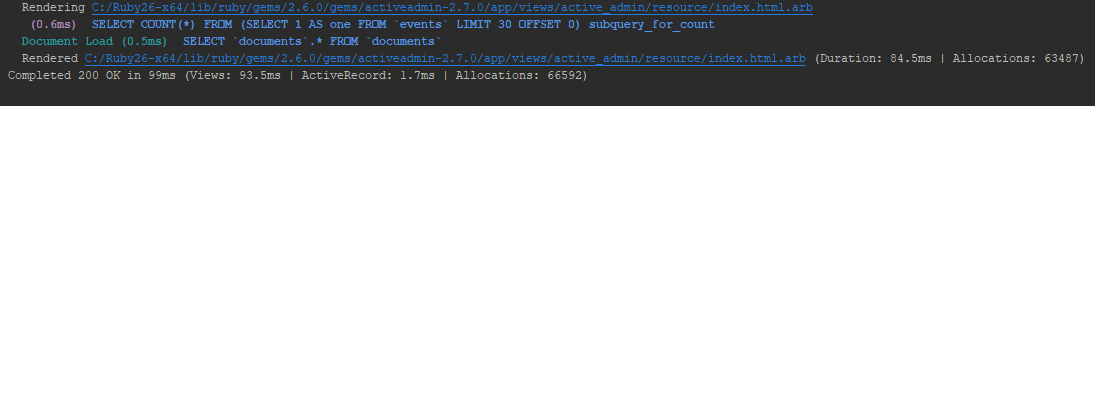 Rendering C:/Ruby26-x64/lib/ruby/gems/2.6.0/gems/activeadmin-2.7.0/app/views/active_admin/resource/index.html.arb
(0.6ms)  SELECT COUNT(*) FROM (SELECT 1 AS one FROM `events` LIMIT 30 OFFSET 0) subquery_for_count
Document Load (0.5ms)  SELECT `documents`.* FROM `documents`
Rendered C:/Ruby26-x64/lib/ruby/gems/2.6.0/gems/activeadmin-2.7.0/app/views/active_admin/resource/index.html.arb (Duration: 84.5ms | Allocations: 63487)
Completed 200 OK in 99ms (Views: 93.5ms | ActiveRecord: 1.7ms | Allocations: 66592)